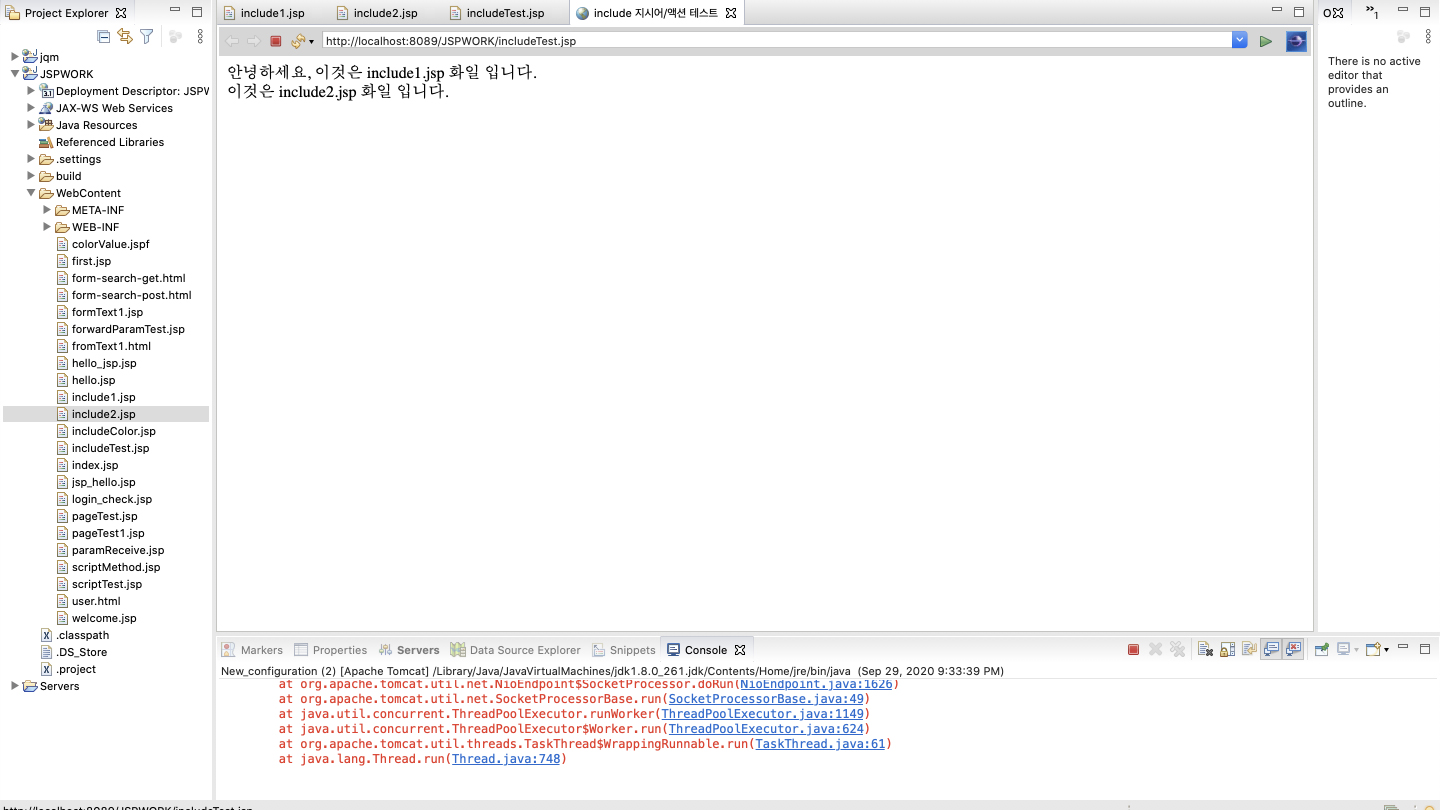 Project Explorer
jqm
JSPWORK
Deployment Descriptor: JSPW
JAX-WS Web Services
Java Resources
Referenced Libraries
.settings
build
WebContent
META-INF
WEB-INF
colorValue.jspf
first.jsp
form-search-get.html
form-search-post.html
formText1.jsp
forwardParamTest.jsp
fromText1.html
hello_jsp.jsp
hello.jsp
include1.jsp
include2.jsp
includeColor.jsp
includeTest.jsp
index.jsp
jsp_hello.jsp
login_check.jsp
pageTest.jsp
pageTest1.jsp
paramReceive.jsp
scriptMethod.jsp
scriptTest.jsp
user.html
welcome.jsp
.classpath
.DS_Store
.project
Servers
include1.jsp include2.jsp includeTest.jsp include 지시어/액션 테스트
http://localhost:8089/JSPWORK/includeTest.jsp
안녕하세요, 이것은 include1.jsp 화일 입니다.
이것은 include2.jsp 화일 입니다.
O »1
There is no active
editor that
provides an
outline.
Markers Properties Servers Data Source Explorer Snippets Console
New_configuration (2) [Apache Tomcat] /Library/Java/JavaVirtualMachines/jdk1.8.0_261.jdk/Contents/Home/jre/bin/java (Sep 29, 2020 9:33:39 PM)
at org.apache.tomcat.util.net.NioEndpoint$SocketProcessor.doRun(NioEndpoint.java:1626)
at org.apache.tomcat.util.net.SocketProcessorBase.run(SocketProcessorBase.java:49)
at java.util.concurrent.ThreadPoolExecutor.runWorker(ThreadPoolExecutor.java:1149)
at java.util.concurrent.ThreadPoolExecutor$Worker.run(ThreadPoolExecutor.java:624)
at org.apache.tomcat.util.threads.TaskThread$WrappingRunnable.run(TaskThread.java:61)
at java.lang.Thread.run(Thread.java:748)
http://localhost:8089/JSPWORK/includeTest.jsp